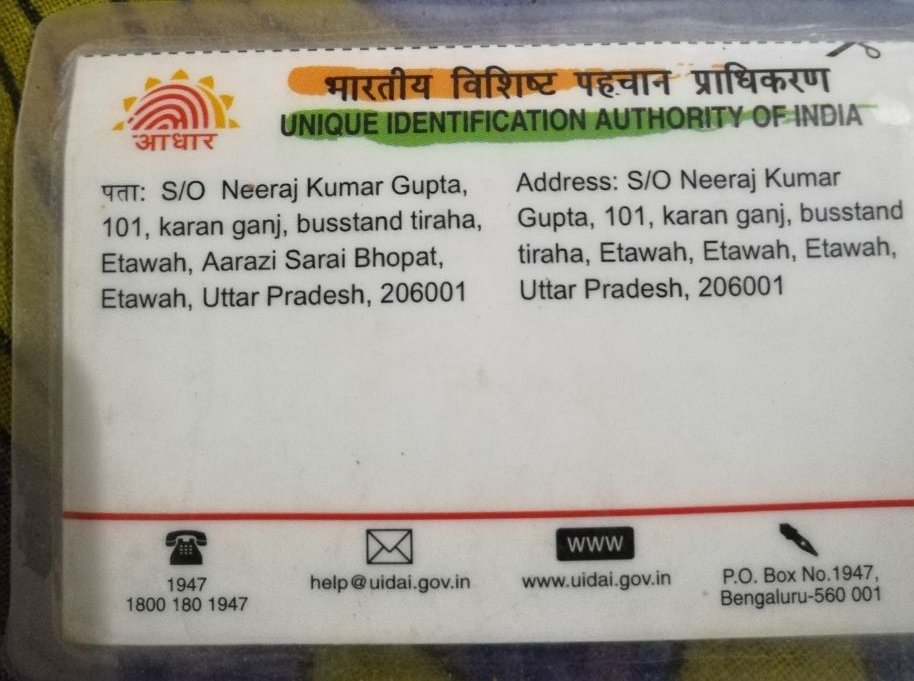 भारतीय विशिष्ट पहचान प्राधिकरण
UNIQUE IDENTIFICATION AUTHORITY OF INDIA
आधार
पता: S/O Neeraj Kumar Gupta,
101, karan ganj, busstand tiraha,
Etawah, Aarazi Sarai Bhopat,
Etawah, Uttar Pradesh, 206001
Address: S/O Neeraj Kumar
Gupta, 101, karan ganj, busstand
tiraha, Etawah, Etawah, Etawah,
Uttar Pradesh, 206001
1947
1800 180 1947
help@uidai.gov.in
WWW
www.uidai.gov.in
P.O. Box No.1947,
Bengaluru-560 001